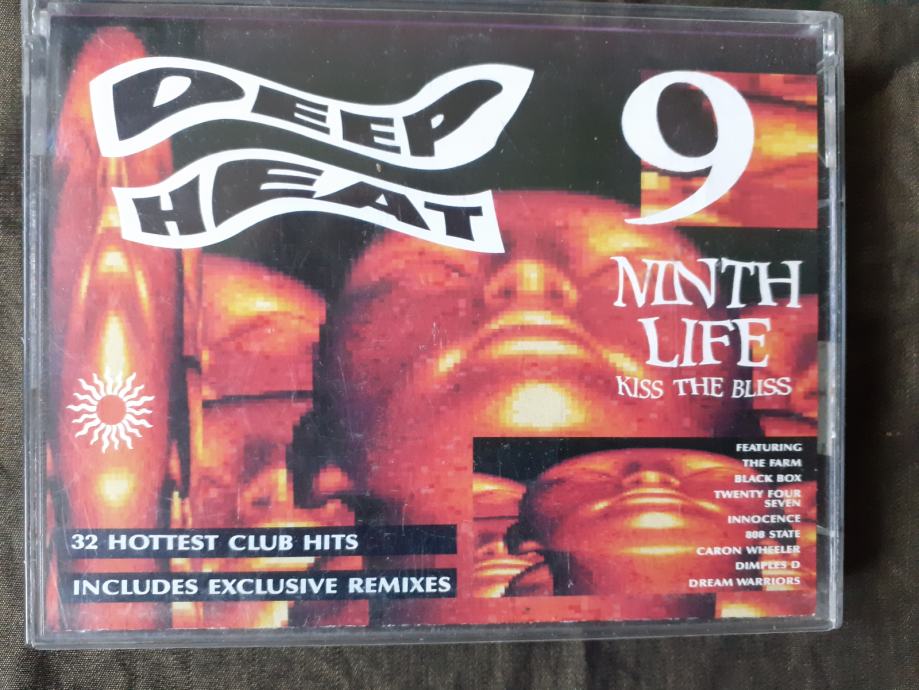 DEEP
HEAT
9
NINTH
LIFE
KISS THE BLISS
FEATURING
THE FARM
BLACK BOX
TWENTY FOUR
SEVEN
INNOCENCE
808 STATE
CARON WHEELER
DIMPLES D
DREAM WARRIORS
32 HOTTEST CLUB HITS
INCLUDES EXCLUSIVE REMIXES